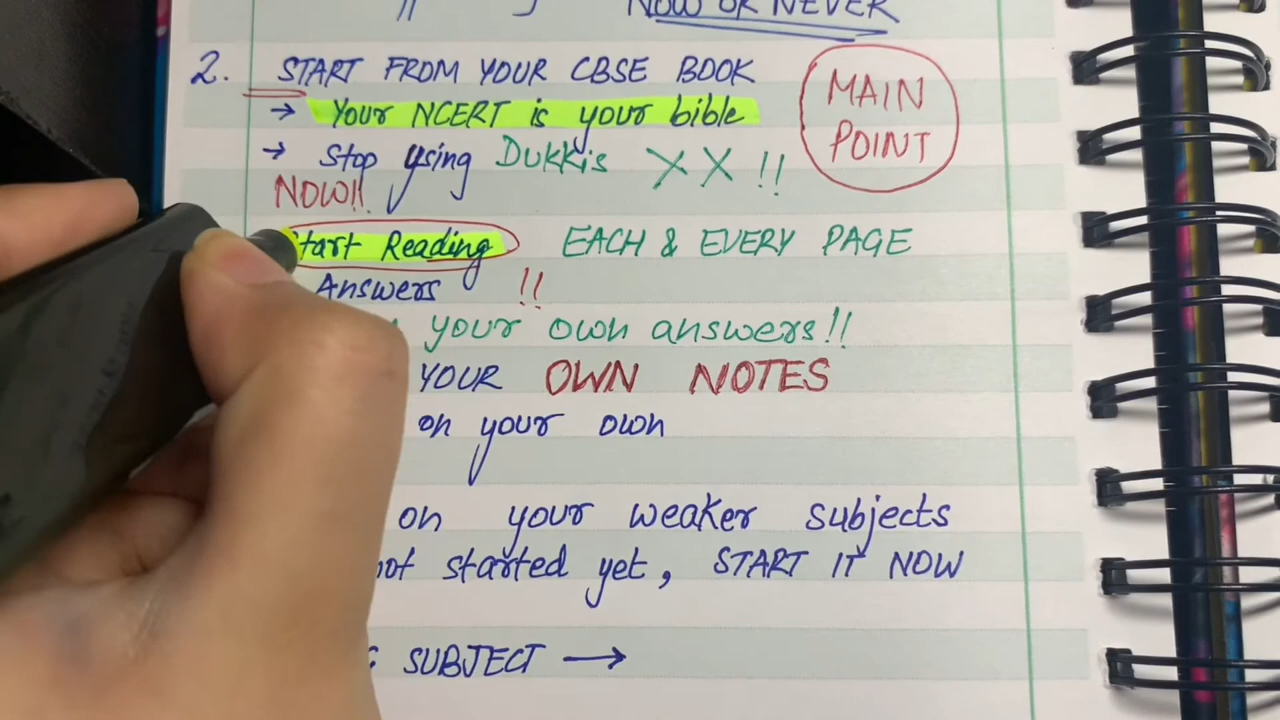 NOW OR NEVER
2. START FROM YOUR CBSE BOOK
→ Your NCERT is your bible
MAIN POINT
→ Stop using Dukkis XX !!
NOW!!
Start Reading EACH & EVERY PAGE
Answers !!
your own answers!!
YOUR OWN NOTES
on your own
on your weaker subjects
not started yet, START IT NOW
SUBJECT →